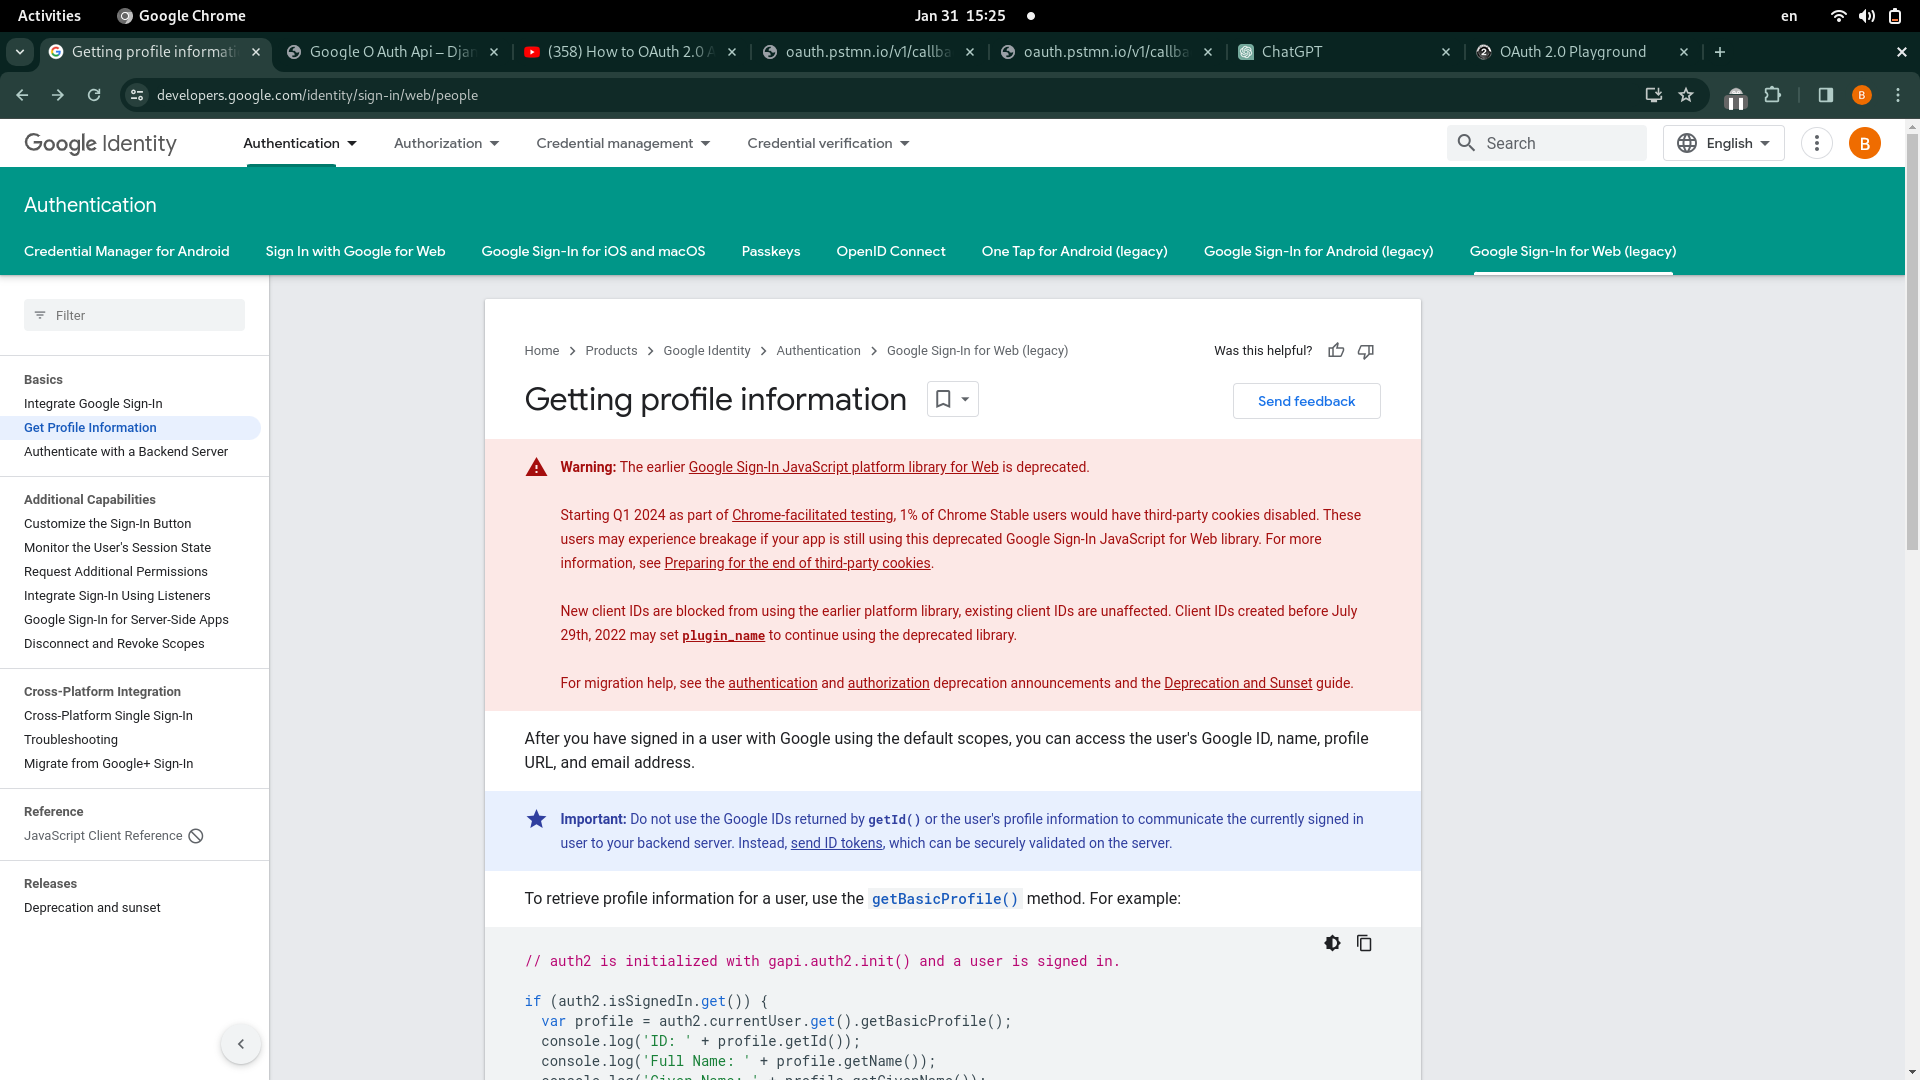 Activities
Google Chrome
Jan 31 15:25
en
Getting profile informati
Google O Auth Api – Djan
(358) How to OAuth 2.0 A
oauth.pstmn.io/v1/callba
oauth.pstmn.io/v1/callba
ChatGPT
OAuth 2.0 Playground
developers.google.com/identity/sign-in/web/people
B
Google Identity
Authentication
Authorization
Credential management
Credential verification
Search
English
B
Authentication
Credential Manager for Android
Sign In with Google for Web
Google Sign-In for iOS and macOS
Passkeys
OpenID Connect
One Tap for Android (legacy)
Google Sign-In for Android (legacy)
Google Sign-In for Web (legacy)
Filter
Basics
Integrate Google Sign-In
Get Profile Information
Authenticate with a Backend Server
Additional Capabilities
Customize the Sign-In Button
Monitor the User's Session State
Request Additional Permissions
Integrate Sign-In Using Listeners
Google Sign-In for Server-Side Apps
Disconnect and Revoke Scopes
Cross-Platform Integration
Cross-Platform Single Sign-In
Troubleshooting
Migrate from Google+ Sign-In
Reference
JavaScript Client Reference
Releases
Deprecation and sunset
Home > Products > Google Identity > Authentication > Google Sign-In for Web (legacy)
Was this helpful?
Getting profile information
Send feedback
Warning: The earlier Google Sign-In JavaScript platform library for Web is deprecated.
Starting Q1 2024 as part of Chrome-facilitated testing, 1% of Chrome Stable users would have third-party cookies disabled. These
users may experience breakage if your app is still using this deprecated Google Sign-In JavaScript for Web library. For more
information, see Preparing for the end of third-party cookies.
New client IDs are blocked from using the earlier platform library, existing client IDs are unaffected. Client IDs created before July
29th, 2022 may set plugin_name to continue using the deprecated library.
For migration help, see the authentication and authorization deprecation announcements and the Deprecation and Sunset guide.
After you have signed in a user with Google using the default scopes, you can access the user's Google ID, name, profile
URL, and email address.
Important: Do not use the Google IDs returned by getId() or the user's profile information to communicate the currently signed in
user to your backend server. Instead, send ID tokens, which can be securely validated on the server.
To retrieve profile information for a user, use the getBasicProfile() method. For example:
// auth2 is initialized with gapi.auth2.init() and a user is signed in.
if (auth2.isSignedIn.get()) {
var profile = auth2.currentUser.get().getBasicProfile();
console.log('ID: ' + profile.getId());
console.log('Full Name: ' + profile.getName());
console.log('Given Name: ' + profile.getGivenName());